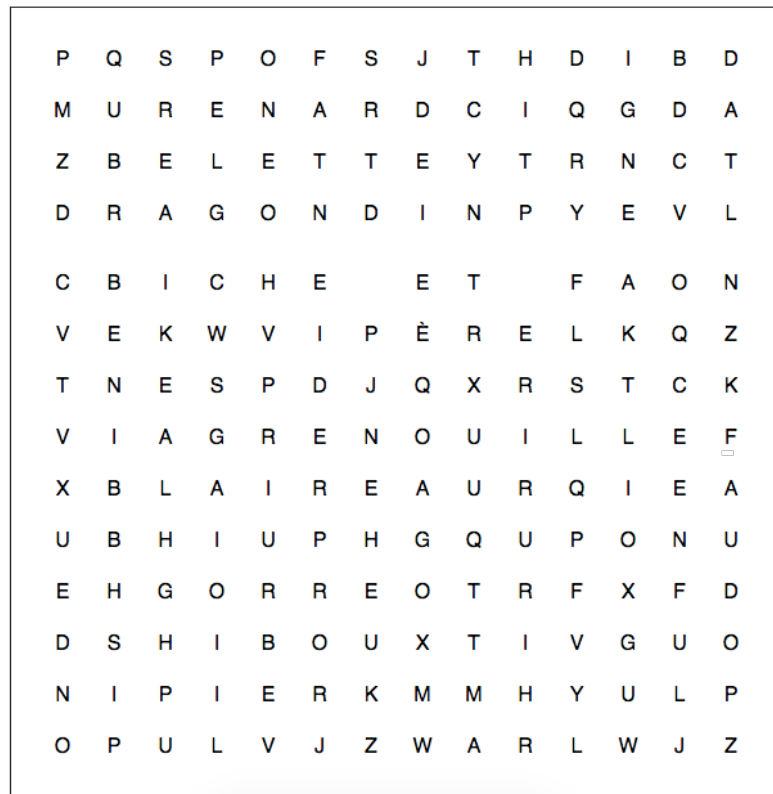 P Q S P O F S J T H D I B D
M U R E N A R D C I Q G D A
Z B E L E T T E Y T R N C T
D R A G O N D I N P Y E V L
C B I C H E E T F A O N
V E K W V I P È R E L K Q Z
T N E S P D J Q X R S T C K
V I A G R E N O U I L L E F
X B L A I R E A U R Q I E A
U B H I U P H G Q U P O N U
E H G O R R E O T R F X F D
D S H I B O U X T I V G U O
N I P I E R K M M H Y U L P
O P U L V J Z W A R L W J Z